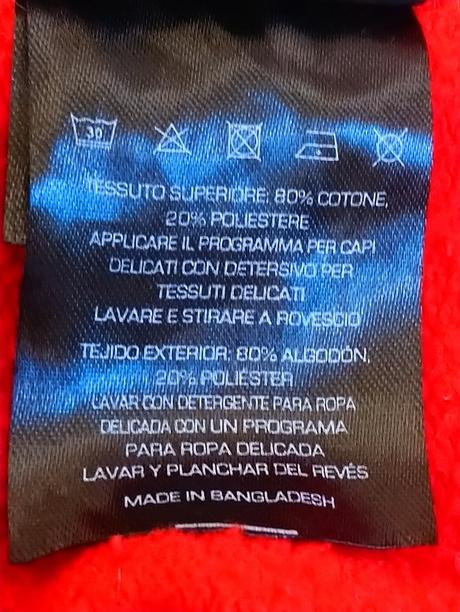 30
TESSUTO SUPERIORE: 80% COTONE,
20% POLIESTERE
APPLICARE IL PROGRAMMA PER CAPI
DELICATI CON DETERSIVO PER
TESSUTI DELICATI
LAVARE E STIRARE A ROVESCIO
TEJIDO EXTERIOR: 80% ALGODÓN,
20% POLIÉSTER
LAVAR CON DETERGENTE PARA ROPA
DELICADA CON UN PROGRAMA
PARA ROPA DELICADA
LAVAR Y PLANCHAR DEL REVÉS
MADE IN BANGLADESH